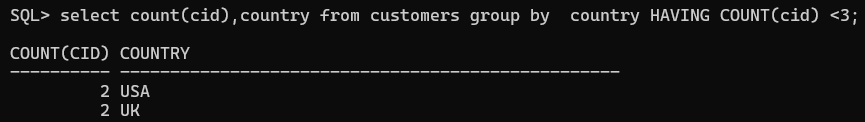 SQL> select count(cid),country from customers group by  country HAVING COUNT(cid) <3;
COUNT(CID) COUNTRY
---------- --------------------------------------------------
         2 USA
         2 UK